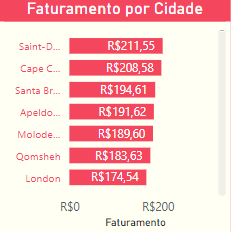 Faturamento por Cidade
Saint-D... R$211,55
Cape C... R$208,58
Santa Br... R$194,61
Apeldo... R$191,62
Molode... R$189,60
Qomsheh R$183,63
London R$174,54
R$0 R$200
Faturamento